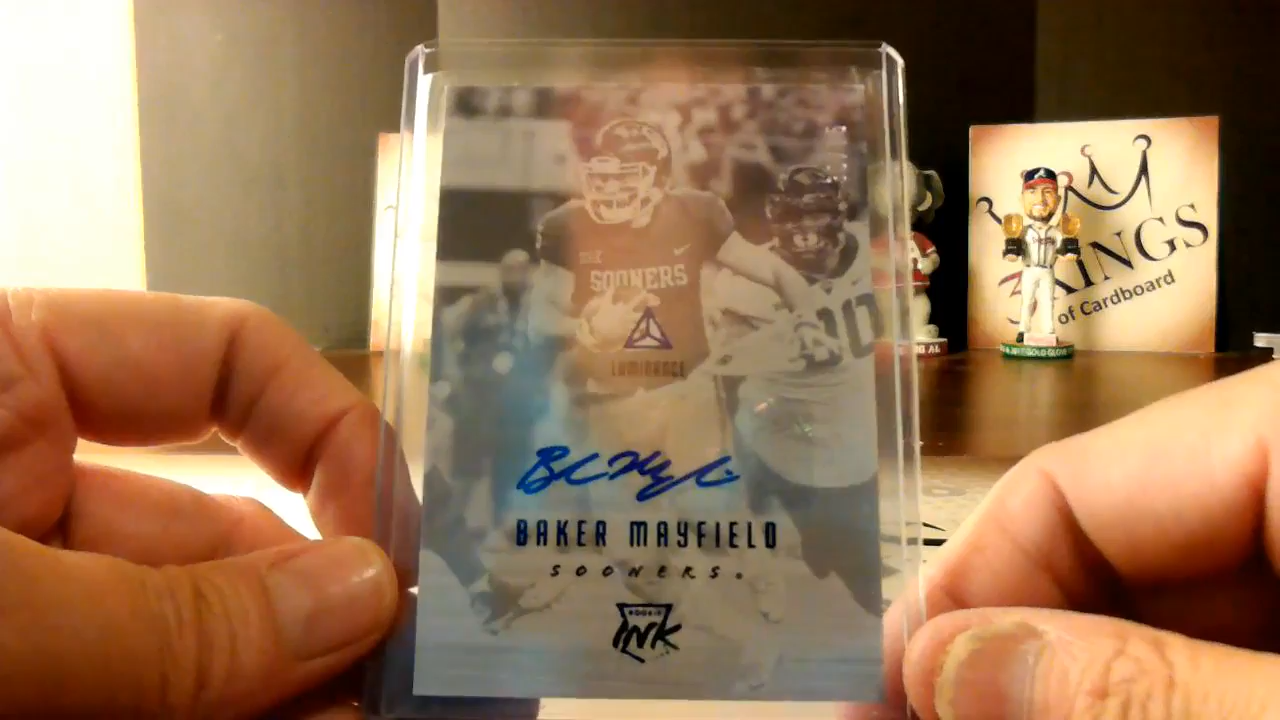 SOONERS
LUMINANCE
BAKER MAYFIELD
SOONERS.
ROOKIE
INK
KINGS
of Cardboard